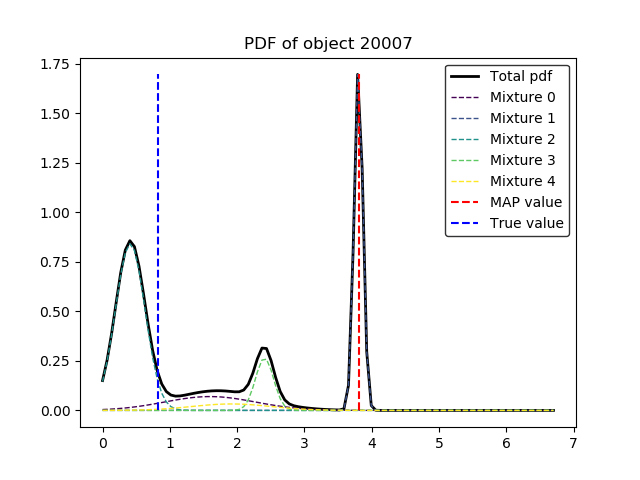 PDF of object 20007
1.75
1.50
1.25
1.00
0.75
0.50
0.25
0.00
0 1 2 3 4 5 6 7
Total pdf
Mixture 0
Mixture 1
Mixture 2
Mixture 3
Mixture 4
MAP value
True value